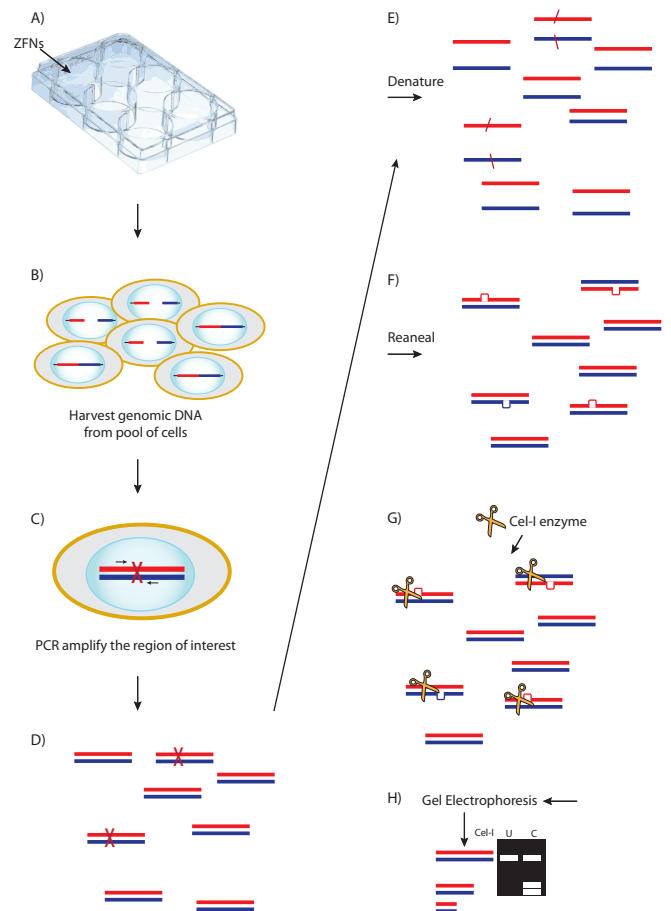 A)
ZFNs
B)
Harvest genomic DNA
from pool of cells
C)
PCR amplify the region of interest
D)
E)
Denature
F)
Reaneal
G)
Cel-I enzyme
H)
Gel Electrophoresis
Cel-I U C